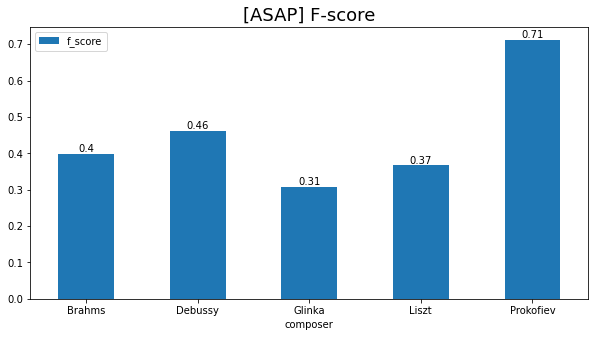 [ASAP] F-score
f_score
0.7
0.6
0.5
0.4
0.3
0.2
0.1
0.0
0.4
0.46
0.31
0.37
0.71
Brahms
Debussy
Glinka
Liszt
Prokofiev
composer